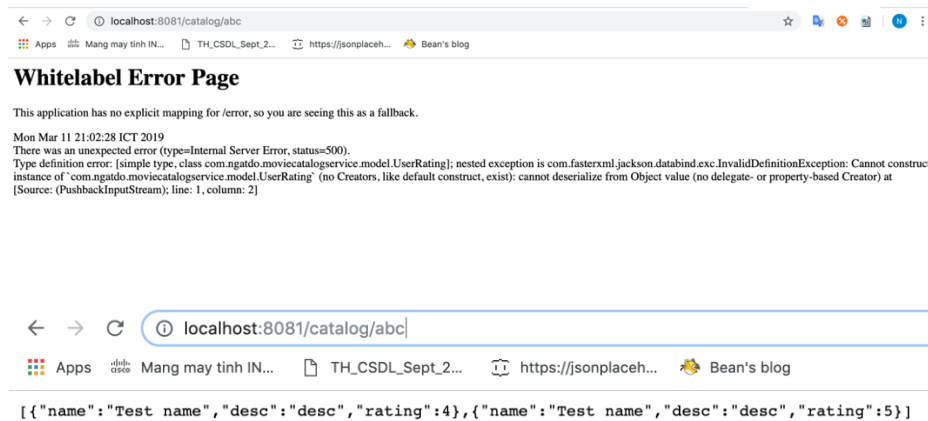 localhost:8081/catalog/abc
N
Apps Mang may tinh IN... TH_CSDL_Sept_2... https://jsonplaceh... Bean's blog
Whitelabel Error Page
This application has no explicit mapping for /error, so you are seeing this as a fallback.
Mon Mar 11 21:02:28 ICT 2019
There was an unexpected error (type=Internal Server Error, status=500).
Type definition error: [simple type, class com.ngatdo.moviecatalogservice.model.UserRating]; nested exception is com.fasterxml.jackson.databind.exc.InvalidDefinitionException: Cannot construc
instance of `com.ngatdo.moviecatalogservice.model.UserRating` (no Creators, like default construct, exist): cannot deserialize from Object value (no delegate- or property-based Creator) at
[Source: (PushbackInputStream); line: 1, column: 2]
localhost:8081/catalog/abc
Apps cisco Mang may tinh IN... TH_CSDL_Sept_2... https://jsonplaceh... Bean's blog
[{"name":"Test name","desc":"desc","rating":4},{"name":"Test name","desc":"desc","rating":5}]